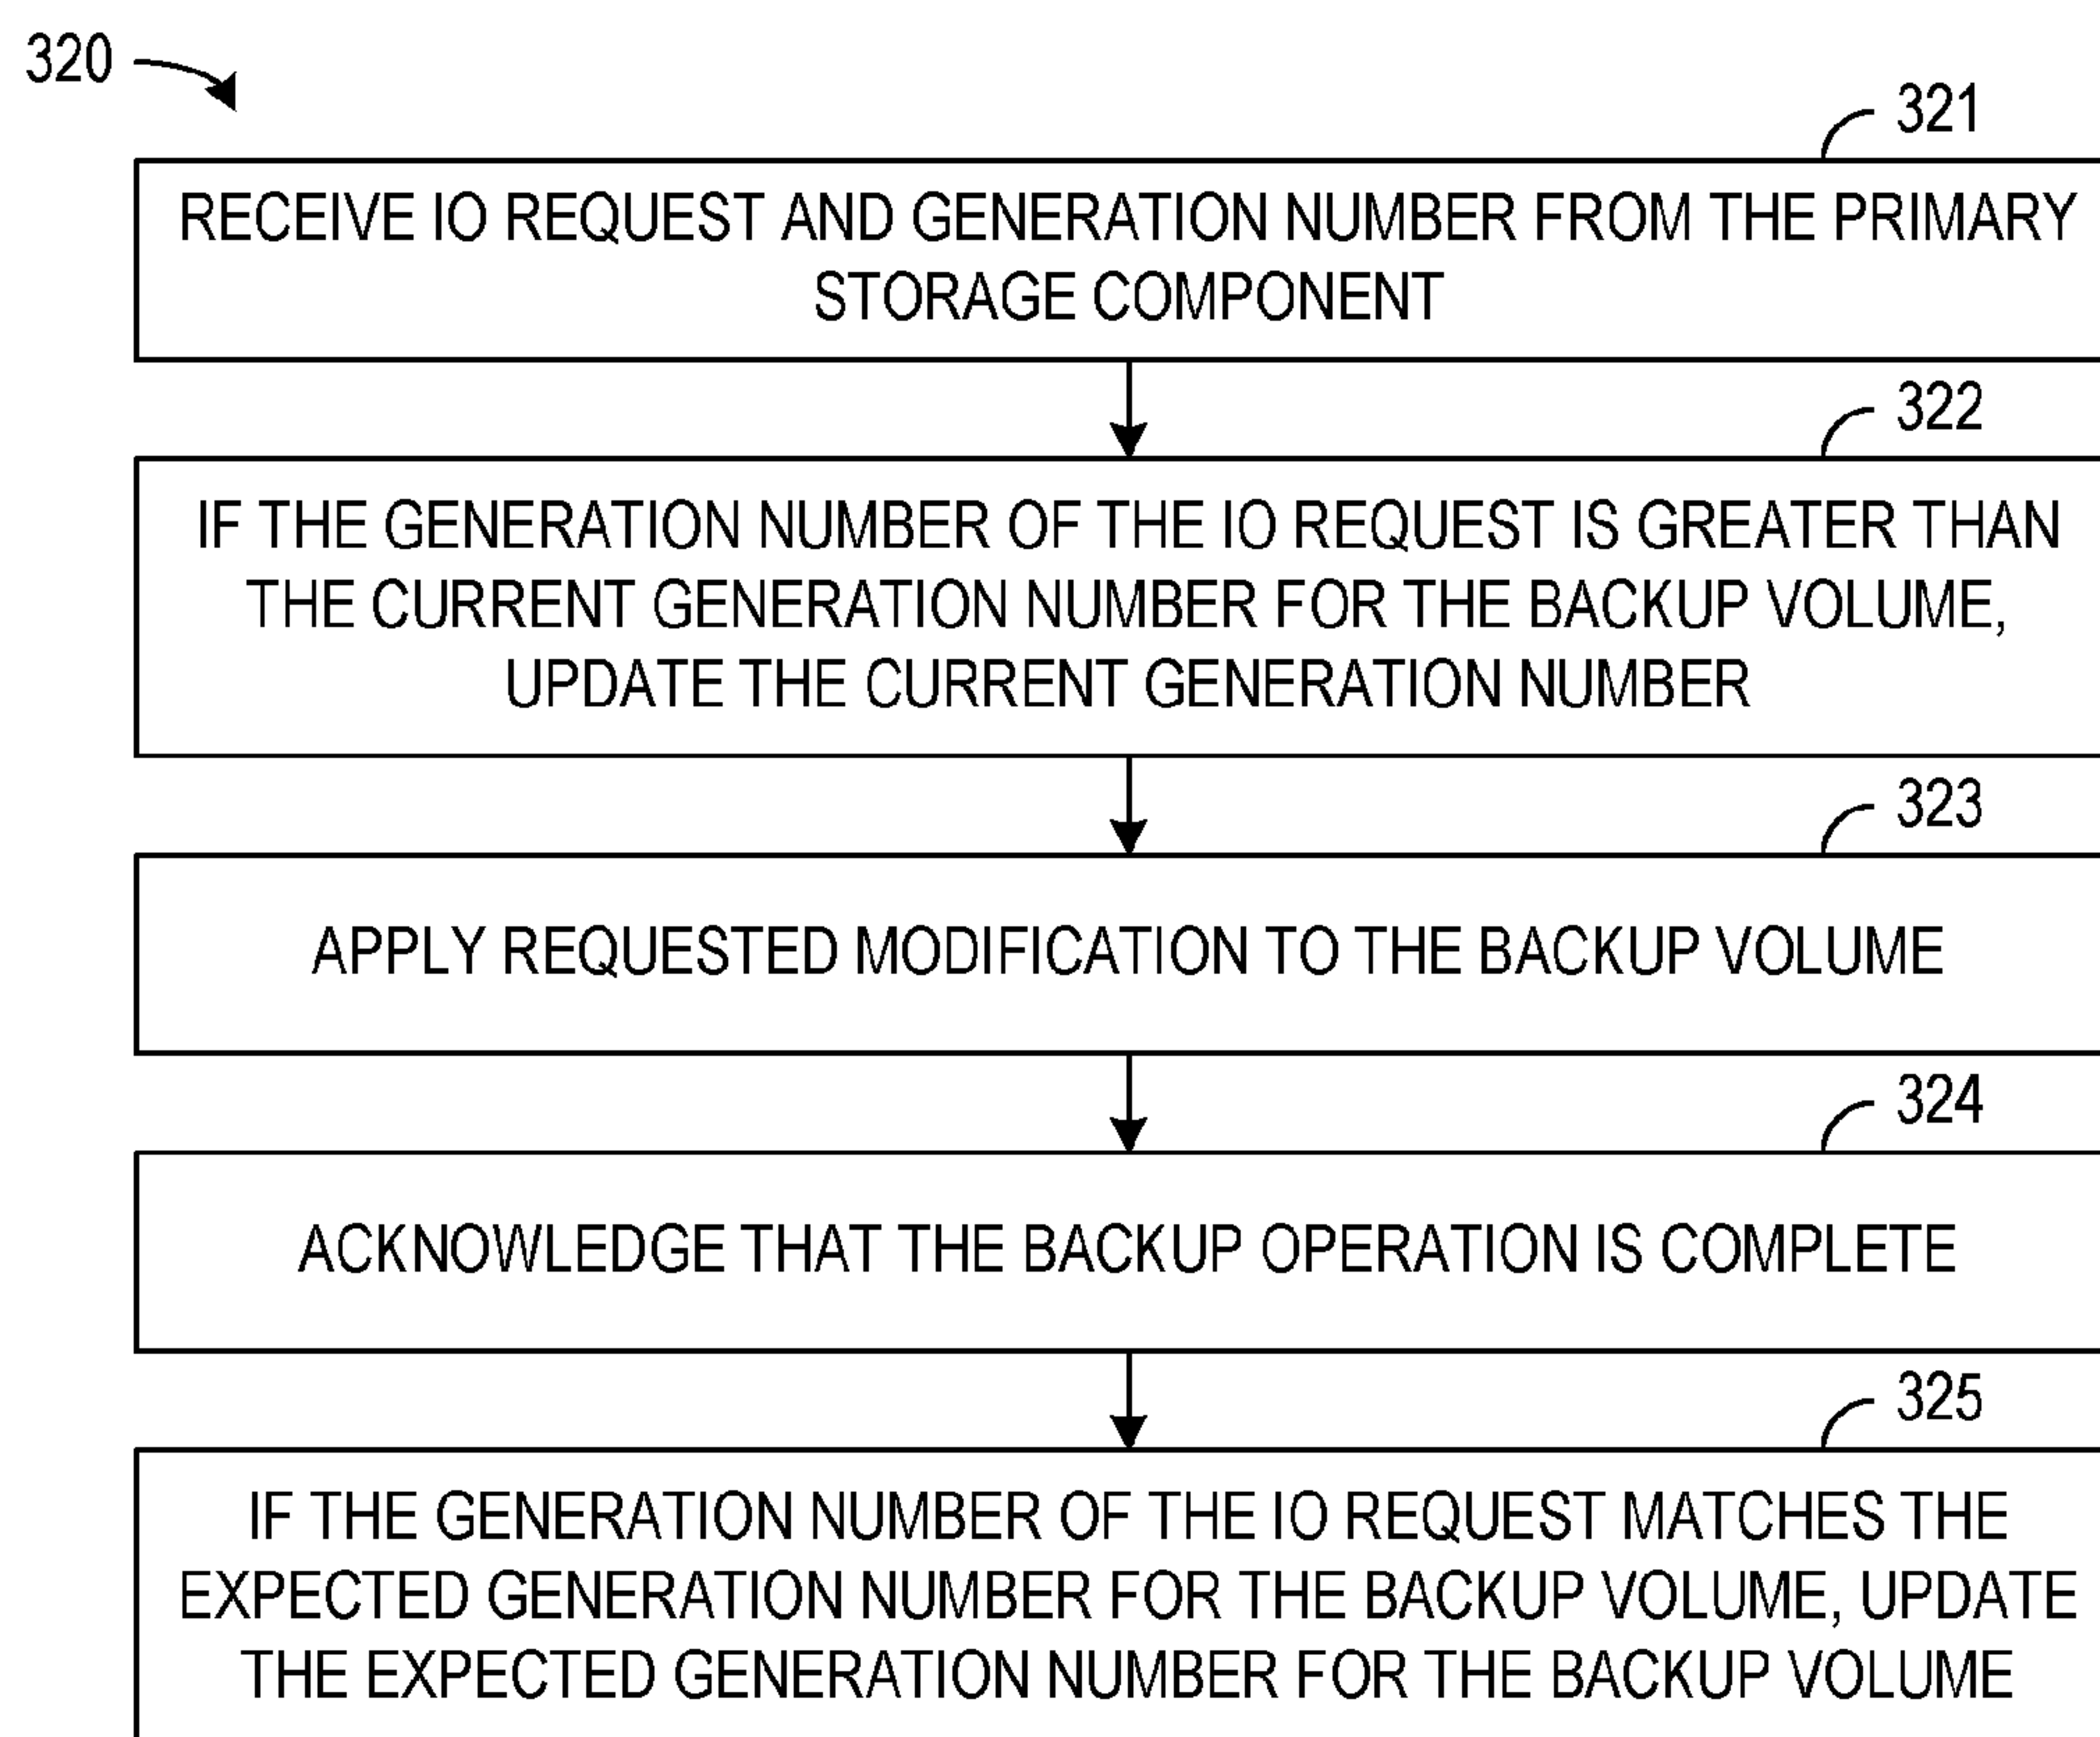 320
321
RECEIVE IO REQUEST AND GENERATION NUMBER FROM THE PRIMARY
STORAGE COMPONENT
322
IF THE GENERATION NUMBER OF THE IO REQUEST IS GREATER THAN
THE CURRENT GENERATION NUMBER FOR THE BACKUP VOLUME,
UPDATE THE CURRENT GENERATION NUMBER
323
APPLY REQUESTED MODIFICATION TO THE BACKUP VOLUME
324
ACKNOWLEDGE THAT THE BACKUP OPERATION IS COMPLETE
325
IF THE GENERATION NUMBER OF THE IO REQUEST MATCHES THE
EXPECTED GENERATION NUMBER FOR THE BACKUP VOLUME, UPDATE
THE EXPECTED GENERATION NUMBER FOR THE BACKUP VOLUME